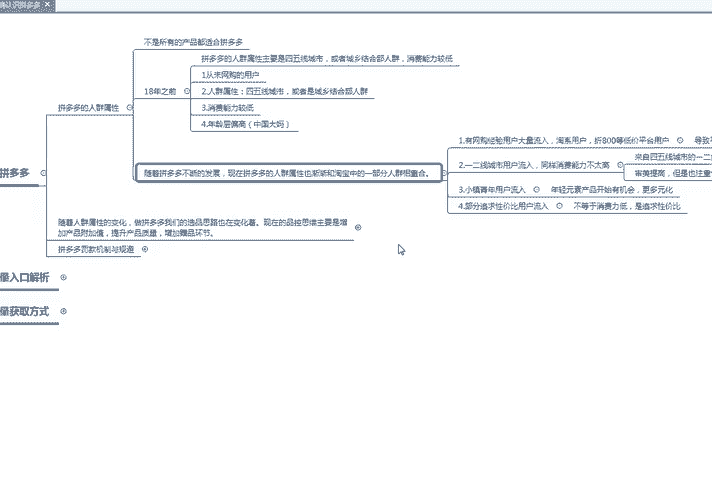 确认识拼多多
不是所有的产品都适合拼多多
拼多多的人群属性主要是四五线城市，或者城乡结合部人群，消费能力较低
1从来网购的用户
18年之前
2.人群属性：四五线城市，或者是城乡结合部人群
拼多多的人群属性
3.消费能力较低
4.年龄层偏高（中国大妈）
1.有网购经验用户大量流入，淘系用户，折800等低价平台用户
导致
来自四五线城市的一二
拼多多
随着拼多多不断的发展，现在拼多多的人群属性也渐渐和淘宝中的一部分人群相重合。
2.一二线城市用户流入，同样消费能力不太高
审美提高，但是也注重
3.小镇青年用户流入
年轻元素产品开始有机会，更多元化
4.部分追求性价比用户流入
不等于消费力低，是追求性价比
随着人群属性的变化，做拼多多我们的选品思路也在变化着。现在的品控思维主要是增
加产品附加值，提升产品质量，增加赠品环节。
拼多多罚款机制与规避
入口解析
获取方式